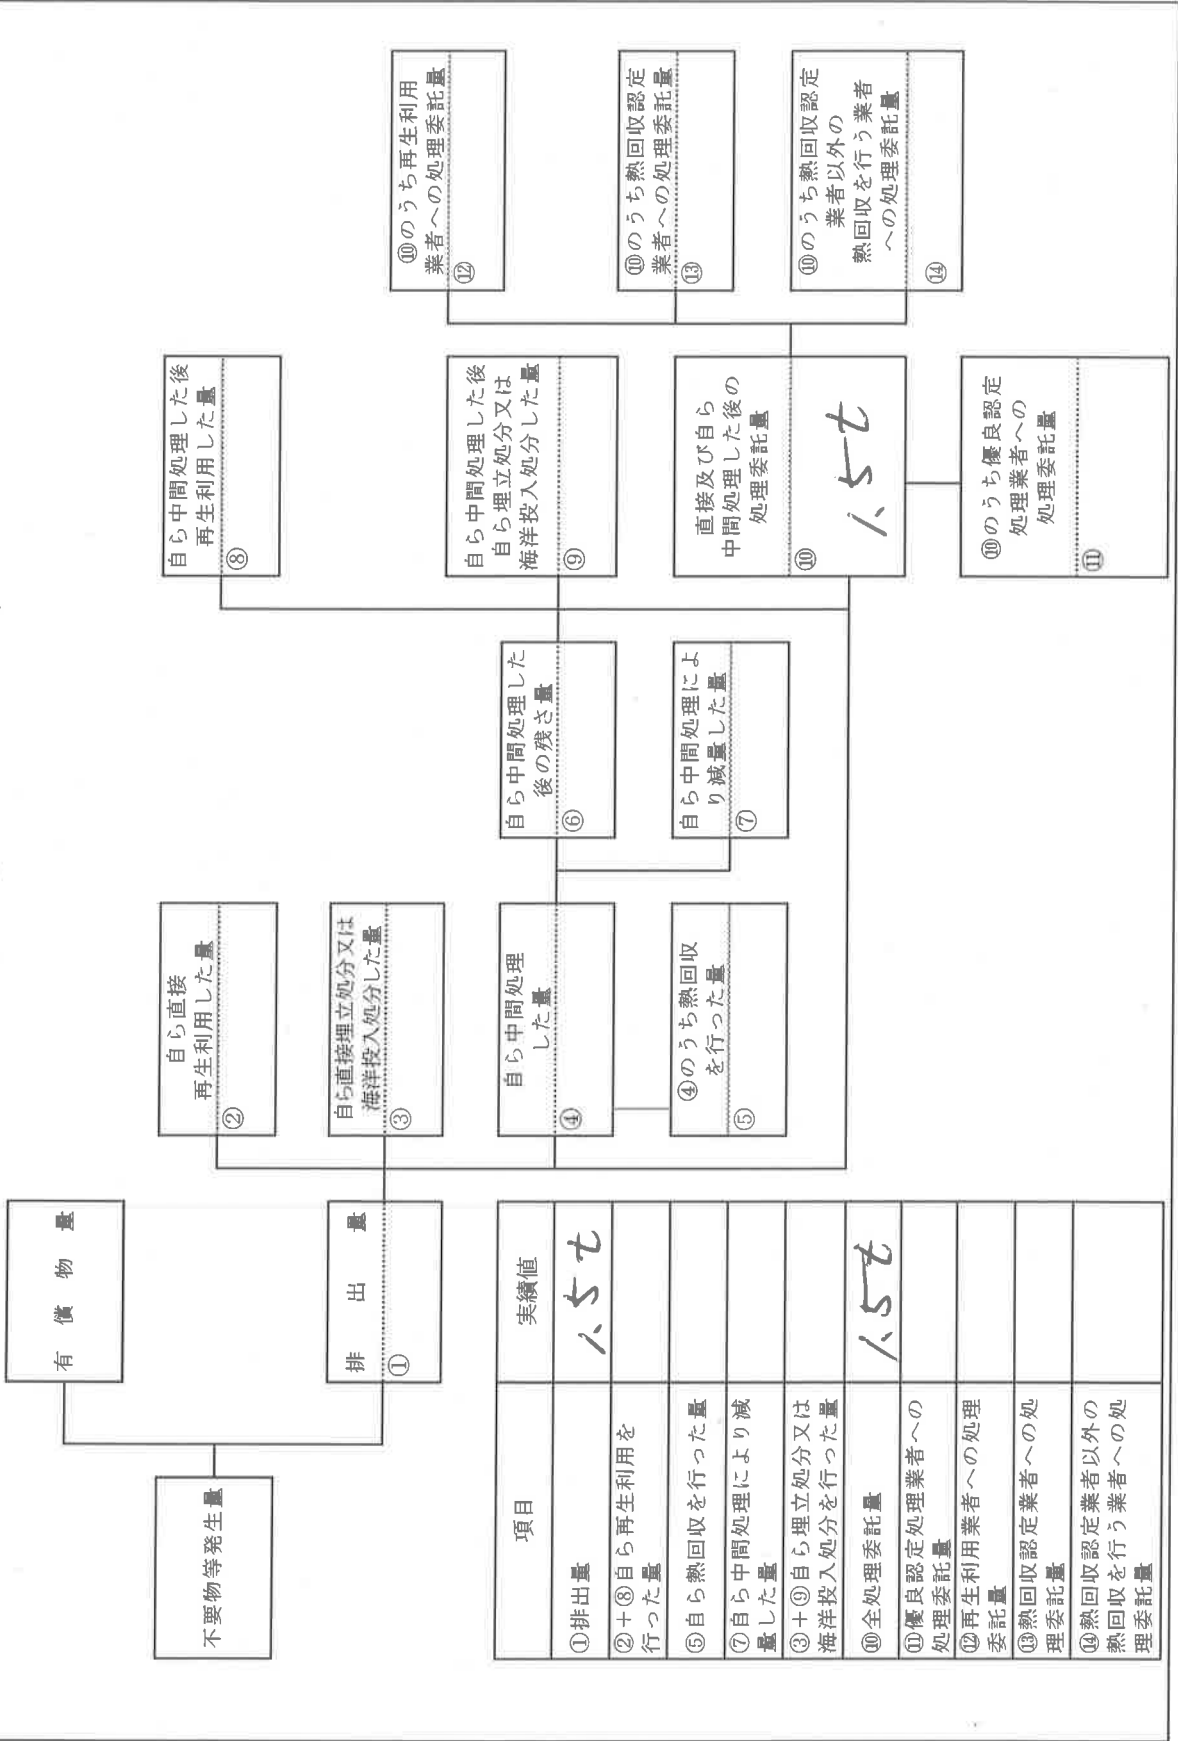 有償物量
不要物等発生量
排出量
①
自ら直接
再生利用した量
②
自ら直接埋立処分又は
海洋投入処分した量
③
自ら中間処理
した量
④
④のうち熱回収
を行った量
⑤
自ら中間処理した
後の残さ量
⑥
自ら中間処理によ
り減量した量
⑦
自ら中間処理した後
再生利用した量
⑧
自ら中間処理した後
自ら埋立処分又は
海洋投入処分した量
⑨
直接及び自ら
中間処理した後の
処理委託量
⑩
1.5t
⑩のうち優良認定
処理業者への
処理委託量
⑪
⑩のうち再生利用
業者への処理委託量
⑫
⑩のうち熱回収認定
業者への処理委託量
⑬
⑩のうち熱回収認定
業者以外の
熱回収を行う業者
への処理委託量
⑭
項目 実績値
①排出量 1.5t
②+⑧自ら再生利用を
行った量
⑤自ら熱回収を行った量
⑦自ら中間処理により減
量した量
③+⑨自ら埋立処分又は
海洋投入処分を行った量
⑩全処理委託量 1.5t
⑪優良認定処理業者への
処理委託量
⑫再生利用業者への処理
委託量
⑬熱回収認定業者への処
理委託量
⑭熱回収認定業者以外の
熱回収を行う業者への処
理委託量